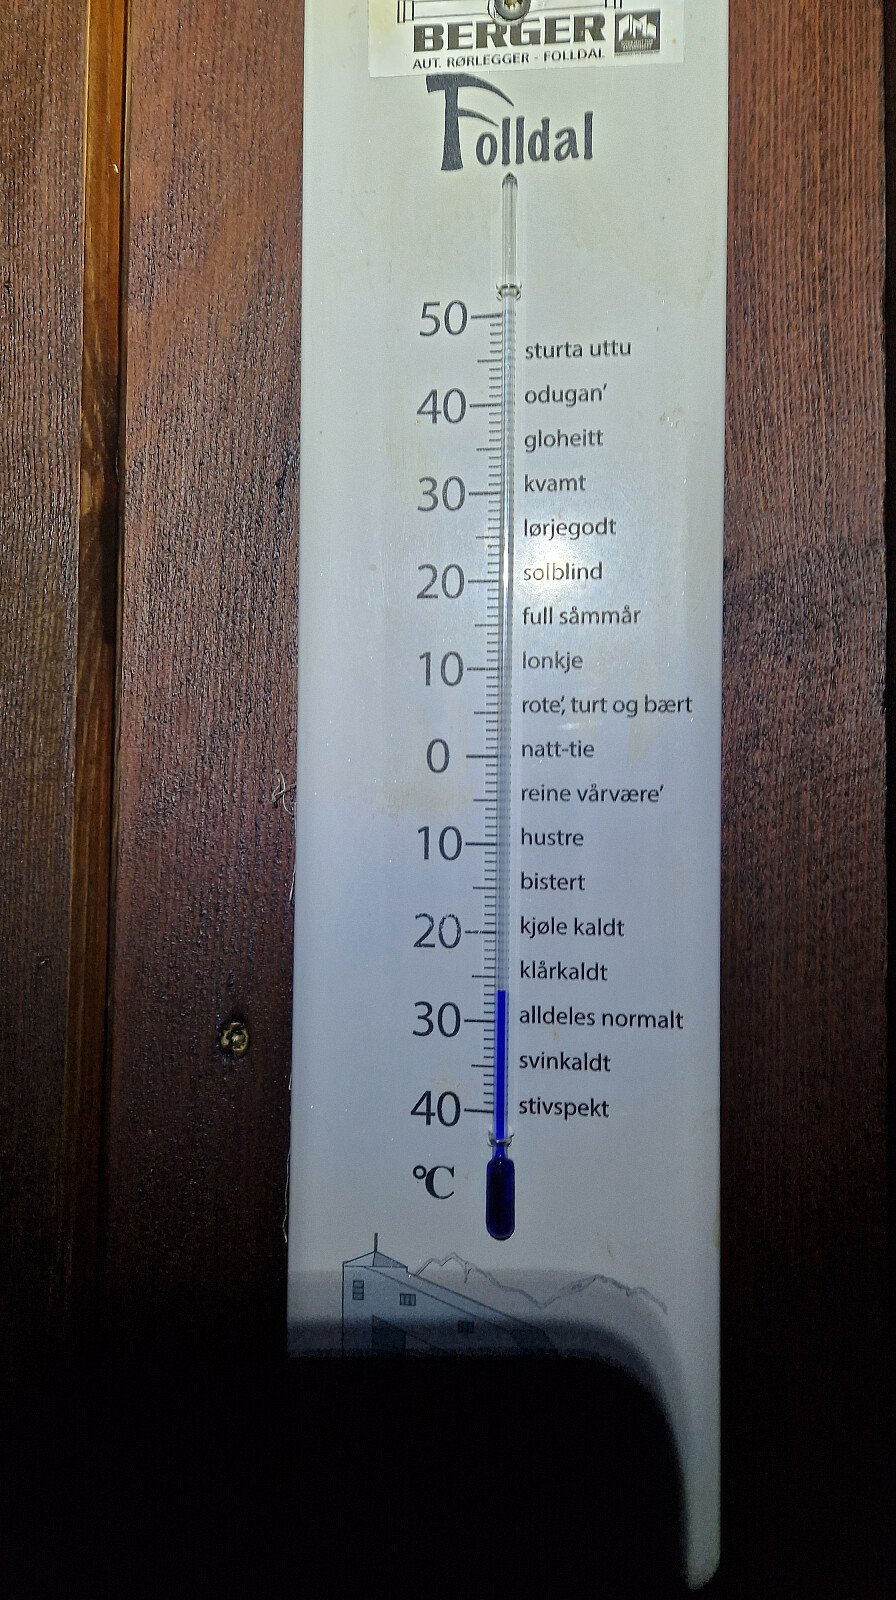 BERGER
AUT. RØRLEGGER - FOLLDAL
Folldal
50
sturta uttu
odugan’
40
gloheitt
kvamt
30
lørjegodt
solblind
20
full såmmår
lonkje
10
rote’, turt og bært
natt-tie
0
reine vårvære’
hustre
10
bistert
kjøle kaldt
20
klårkaldt
alldeles normalt
30
svinkaldt
stivspekt
40
°C